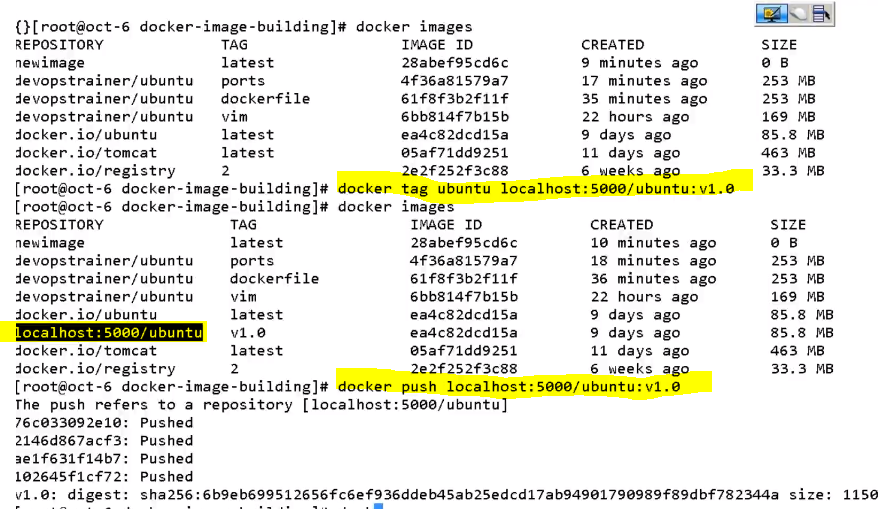 {}[root@oct-6 docker-image-building]# docker images
REPOSITORY TAG IMAGE ID CREATED SIZE
newimage latest 28abef95cd6c 9 minutes ago 0 B
devopstrainer/ubuntu ports 4f36a81579a7 17 minutes ago 253 MB
devopstrainer/ubuntu dockerfile 61f8f3b2f11f 35 minutes ago 253 MB
devopstrainer/ubuntu vim 6bb814f7b15b 22 hours ago 169 MB
docker.io/ubuntu latest ea4c82dcd15a 9 days ago 85.8 MB
docker.io/tomcat latest 05af71dd9251 11 days ago 463 MB
docker.io/registry 2 2e2f252f3c88 6 weeks ago 33.3 MB
[root@oct-6 docker-image-building]# docker tag ubuntu localhost:5000/ubuntu:v1.0
[root@oct-6 docker-image-building]# docker images
REPOSITORY TAG IMAGE ID CREATED SIZE
newimage latest 28abef95cd6c 10 minutes ago 0 B
devopstrainer/ubuntu ports 4f36a81579a7 18 minutes ago 253 MB
devopstrainer/ubuntu dockerfile 61f8f3b2f11f 36 minutes ago 253 MB
devopstrainer/ubuntu vim 6bb814f7b15b 22 hours ago 169 MB
docker.io/ubuntu latest ea4c82dcd15a 9 days ago 85.8 MB
localhost:5000/ubuntu v1.0 ea4c82dcd15a 9 days ago 85.8 MB
docker.io/tomcat latest 05af71dd9251 11 days ago 463 MB
docker.io/registry 2 2e2f252f3c88 6 weeks ago 33.3 MB
[root@oct-6 docker-image-building]# docker push localhost:5000/ubuntu:v1.0
The push refers to a repository [localhost:5000/ubuntu]
76c033092e10: Pushed
2146d867acf3: Pushed
ae1f631f14b7: Pushed
102645f1cf72: Pushed
v1.0: digest: sha256:6b9eb699512656fc6ef936ddeb45ab25edcd17ab94901790989f89dbf782344a size: 1150